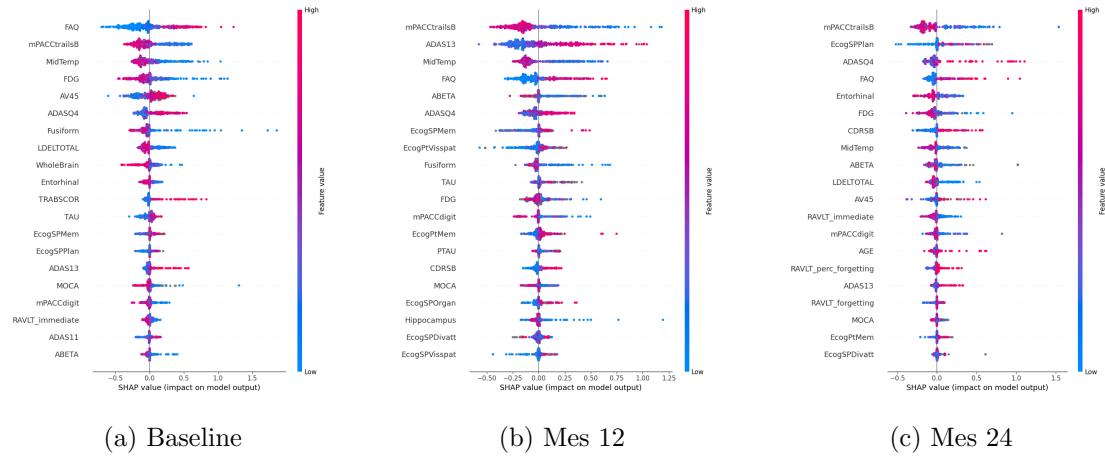 FAQ
mPACCtrailsB
MidTemp
FDG
AV45
ADASQ4
Fusiform
LDELTOTAL
WholeBrain
Entorhinal
TRABSCOR
TAU
EcogSPMem
EcogSPPlan
ADAS13
MOCA
mPACCdigit
RAVLT_immediate
ADAS11
ABETA
−0.5 0.0 0.5 1.0 1.5
SHAP value (impact on model output)
High
Feature value
Low
(a) Baseline
mPACCtrailsB
ADAS13
MidTemp
FAQ
ABETA
ADASQ4
EcogSPMem
EcogPtVisspat
Fusiform
TAU
FDG
mPACCdigit
EcogPtMem
PTAU
CDRSB
MOCA
EcogSPOrgan
Hippocampus
EcogSPDivatt
EcogSPVisspat
−0.50 −0.25 0.00 0.25 0.50 0.75 1.00 1.25
SHAP value (impact on model output)
High
Feature value
Low
(b) Mes 12
mPACCtrailsB
EcogSPPlan
ADASQ4
FAQ
Entorhinal
FDG
CDRSB
MidTemp
ABETA
LDELTOTAL
AV45
RAVLT_immediate
mPACCdigit
AGE
RAVLT_perc_forgetting
ADAS13
RAVLT_forgetting
MOCA
EcogPtMem
EcogSPDivatt
−0.5 0.0 0.5 1.0 1.5
SHAP value (impact on model output)
High
Feature value
Low
(c) Mes 24